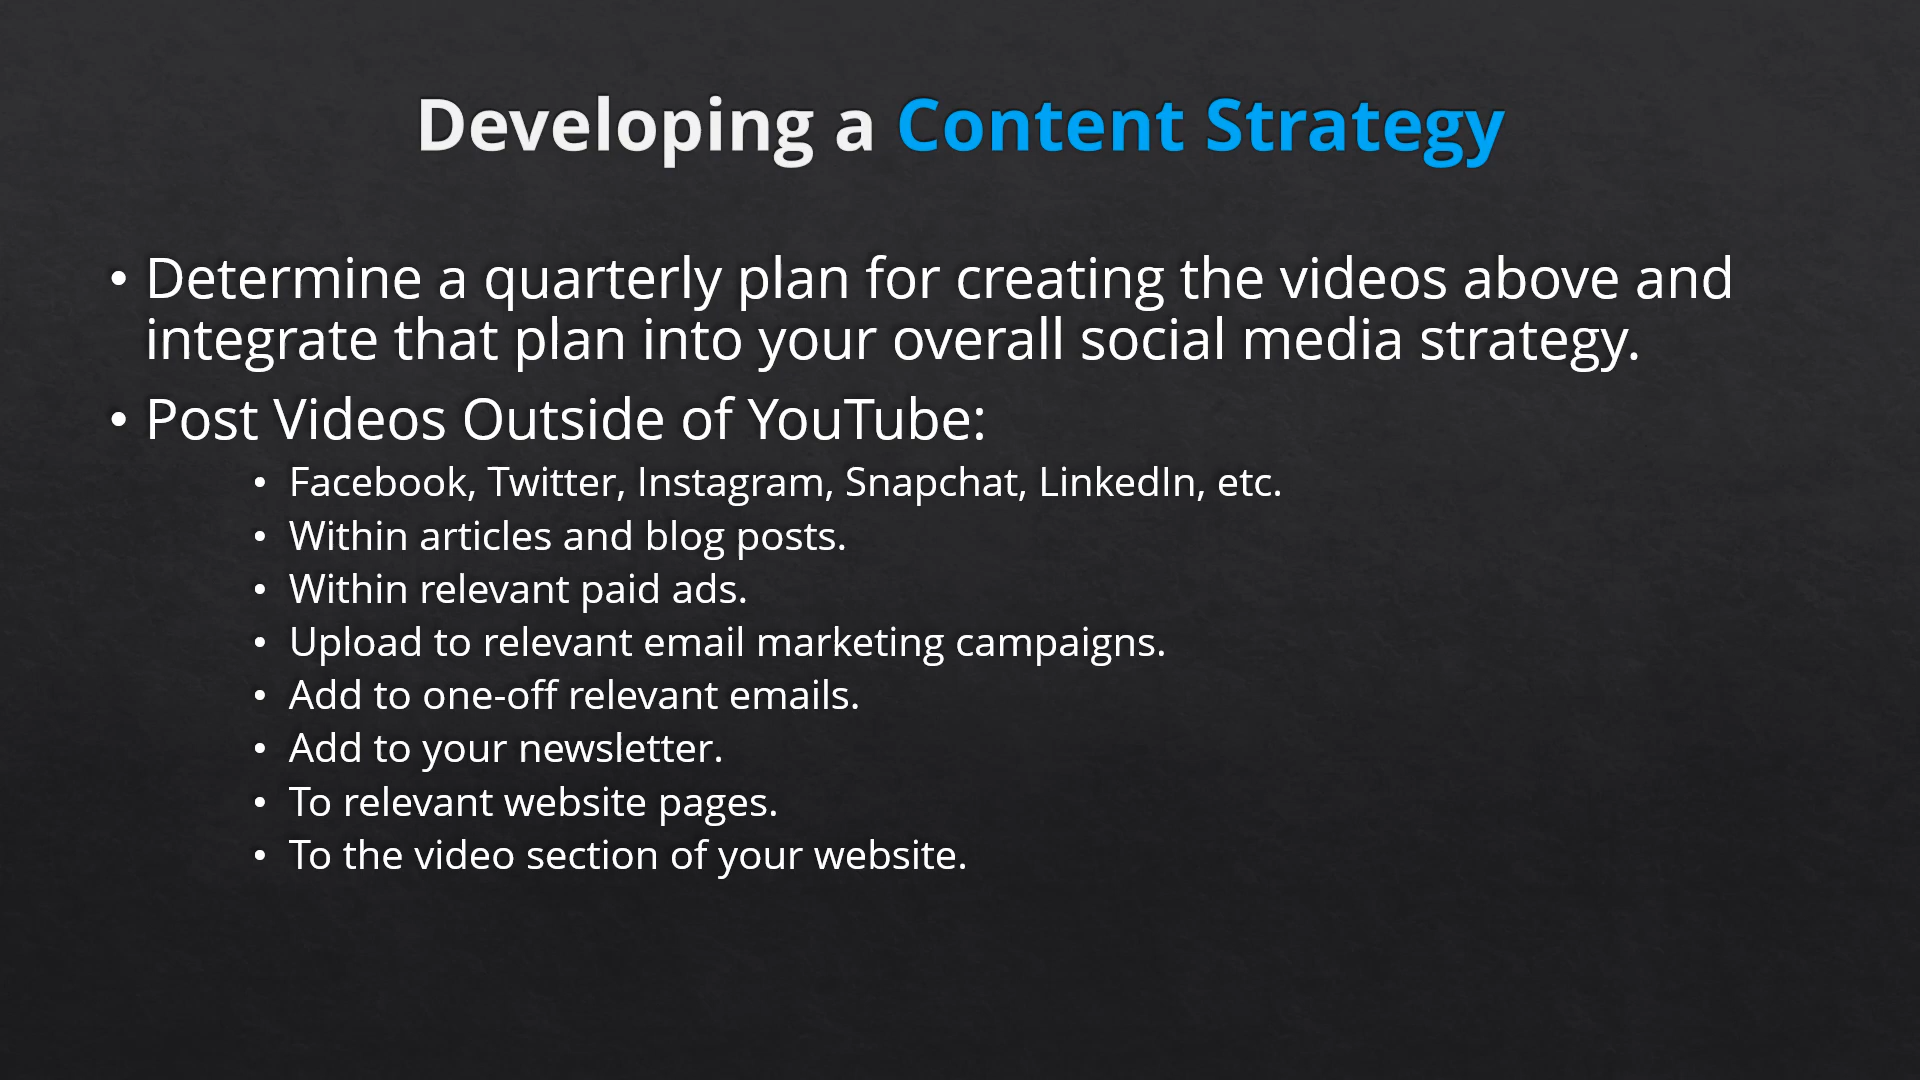 Developing a Content Strategy
• Determine a quarterly plan for creating the videos above and
integrate that plan into your overall social media strategy.
• Post Videos Outside of YouTube:
• Facebook, Twitter, Instagram, Snapchat, LinkedIn, etc.
• Within articles and blog posts.
• Within relevant paid ads.
• Upload to relevant email marketing campaigns.
• Add to one-off relevant emails.
• Add to your newsletter.
• To relevant website pages.
• To the video section of your website.